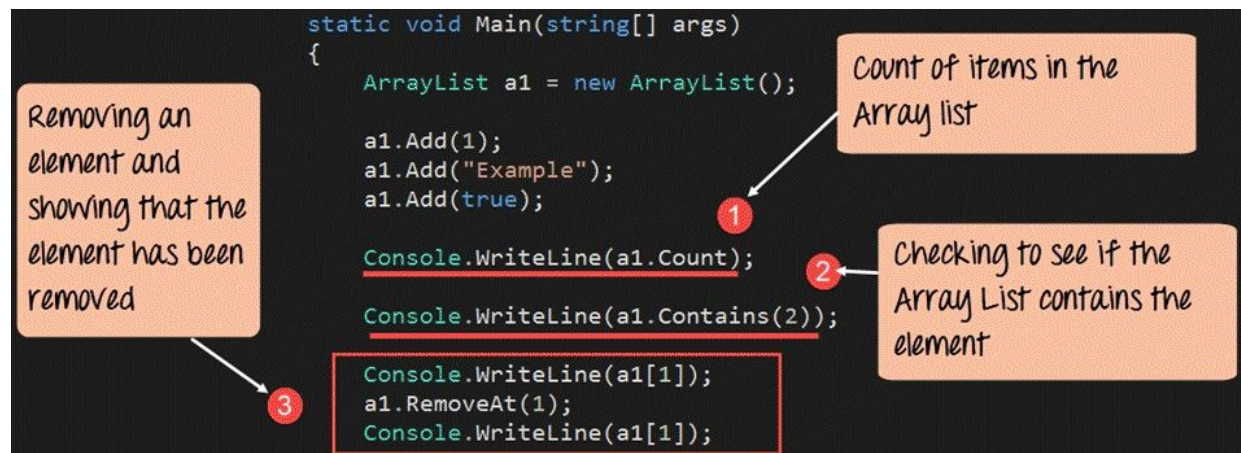 static void Main(string[] args)
{
ArrayList a1 = new ArrayList();
a1.Add(1);
a1.Add("Example");
a1.Add(true);
Console.WriteLine(a1.Count);
Console.WriteLine(a1.Contains(2));
Console.WriteLine(a1[1]);
a1.RemoveAt(1);
Console.WriteLine(a1[1]);
1
Count of items in the
Array list
2
Checking to see if the
Array List contains the
element
3
Removing an
element and
showing that the
element has been
removed